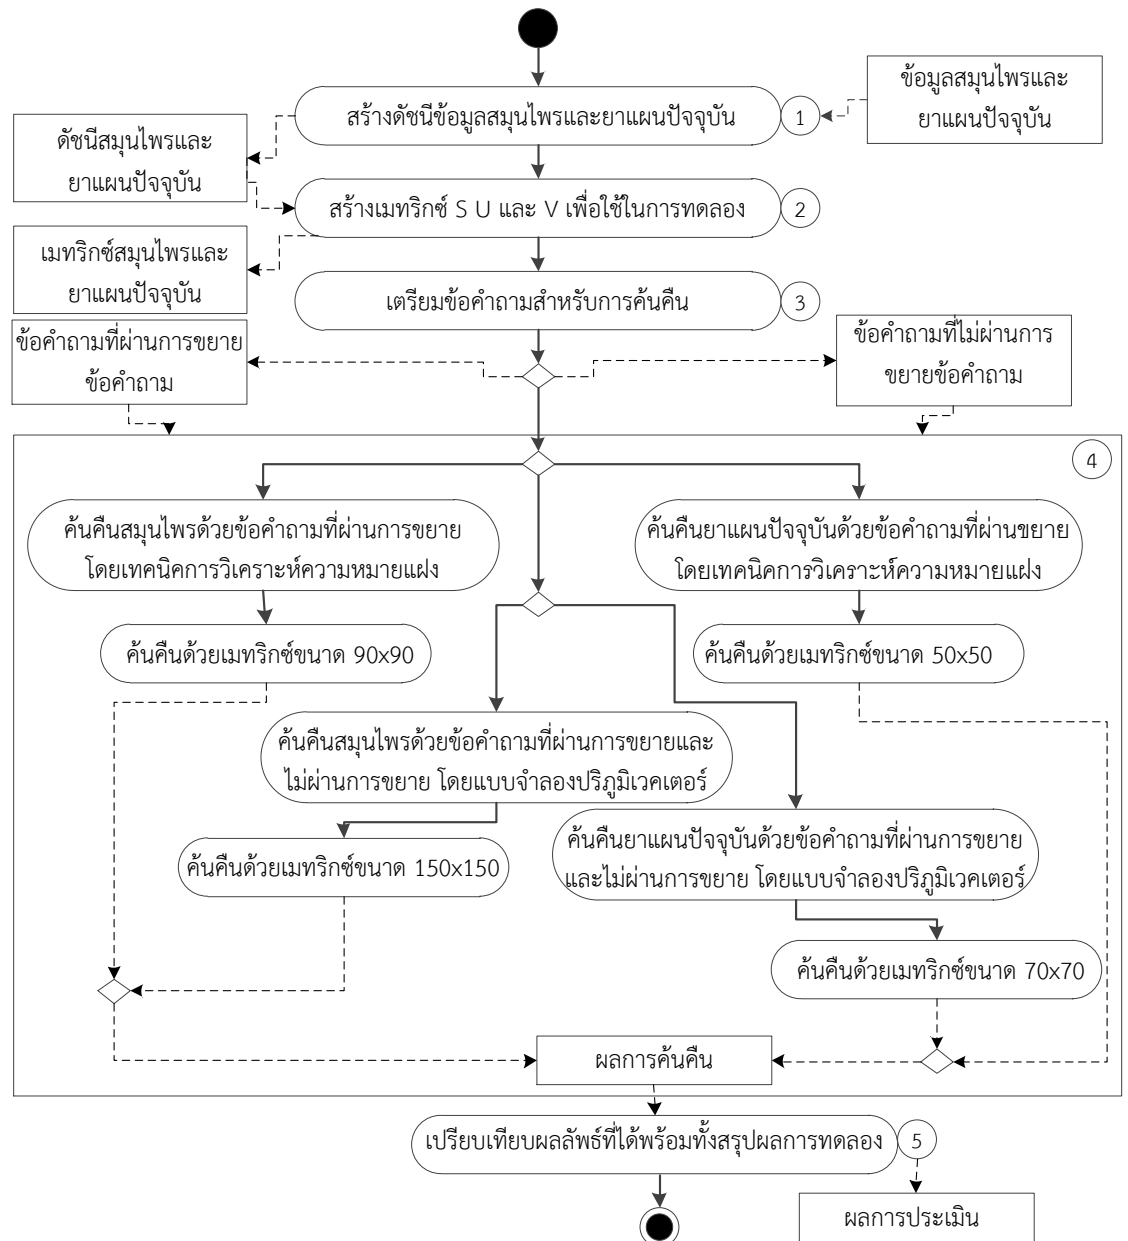 ข้อมูลสมุนไพรและ
ยาแผนปัจจุบัน
สร้างดัชนีข้อมูลสมุนไพรและยาแผนปัจจุบัน
1
ดัชนีสมุนไพรและ
ยาแผนปัจจุบัน
สร้างเมทริกซ์ S U และ V เพื่อใช้ในการทดลอง
2
เมทริกซ์สมุนไพรและ
ยาแผนปัจจุบัน
เตรียมข้อคำถามสำหรับการค้นคืน
3
ข้อคำถามที่ผ่านการขยาย
ข้อคำถาม
ข้อคำถามที่ไม่ผ่านการ
ขยายข้อคำถาม
4
ค้นคืนสมุนไพรด้วยข้อคำถามที่ผ่านการขยาย
โดยเทคนิคการวิเคราะห์ความหมายแฝง
ค้นคืนยาแผนปัจจุบันด้วยข้อคำถามที่ผ่านขยาย
โดยเทคนิคการวิเคราะห์ความหมายแฝง
ค้นคืนด้วยเมทริกซ์ขนาด 90x90
ค้นคืนด้วยเมทริกซ์ขนาด 50x50
ค้นคืนสมุนไพรด้วยข้อคำถามที่ผ่านการขยายและ
ไม่ผ่านการขยาย โดยแบบจำลองปริภูมิเวคเตอร์
ค้นคืนด้วยเมทริกซ์ขนาด 150x150
ค้นคืนยาแผนปัจจุบันด้วยข้อคำถามที่ผ่านการขยาย
และไม่ผ่านการขยาย โดยแบบจำลองปริภูมิเวคเตอร์
ค้นคืนด้วยเมทริกซ์ขนาด 70x70
ผลการค้นคืน
เปรียบเทียบผลลัพธ์ที่ได้พร้อมทั้งสรุปผลการทดลอง
5
ผลการประเมิน